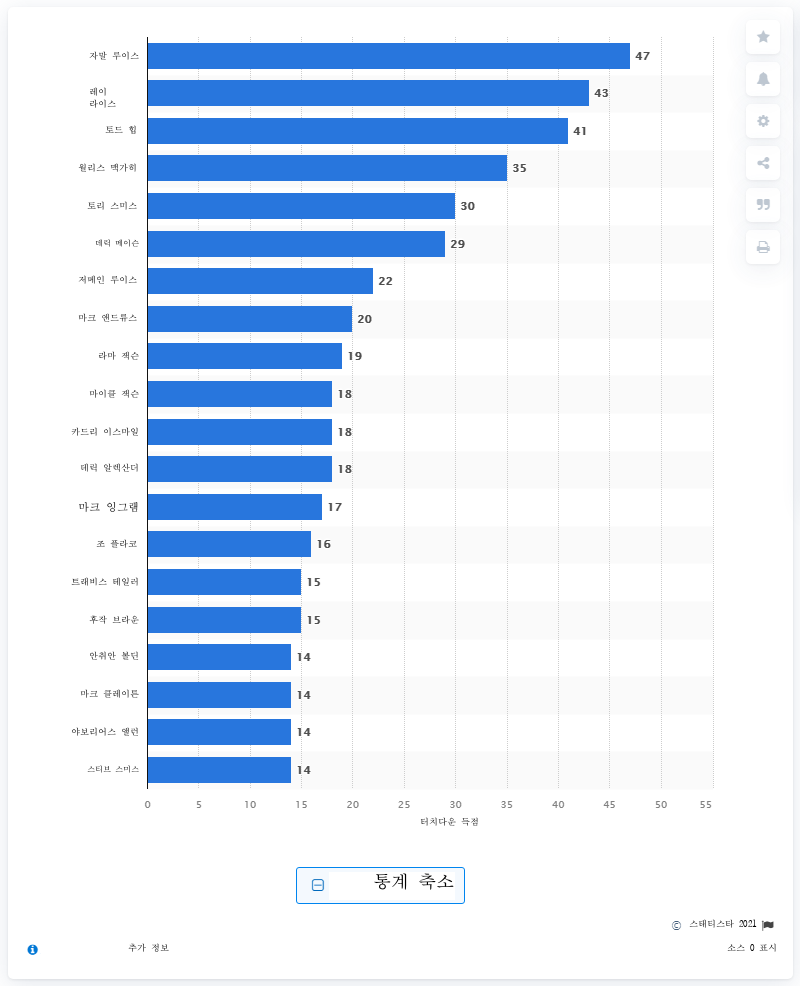 자말 루이스
47
레이
라이스
43
토드 힙
41
윌리스 맥가히
35
토리 스미스
30
데릭 메이슨
29
저메인 루이스
22
마크 앤드류스
20
라마 잭슨
19
마이클 잭슨
18
카드리 이스마일
18
데릭 알렉산더
18
마크 잉그램
17
조 플라코
16
트래비스 테일러
15
후작 브라운
15
안취안 볼딘
14
마크 클레이튼
14
야보리어스 앨런
14
스티브 스미스
14
0 5 10 15 20 25 30 35 40 45 50 55
터치다운 득점
통계 축소
© 스태티스타 2021
추가 정보
소스 0 표시